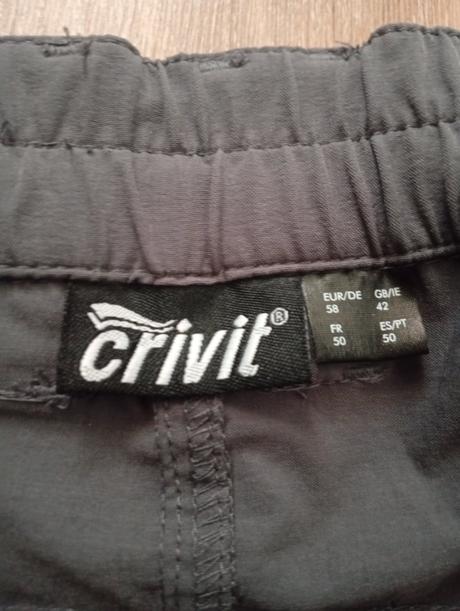 crivit®
EUR/DE GB/IE
58 42
FR ES/PT
50 50